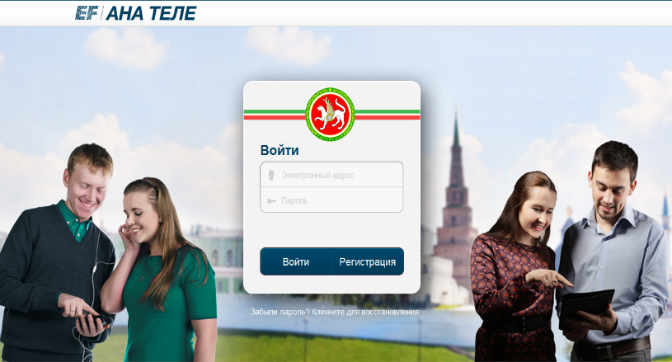 EF АНА ТЕЛЕ
Войти
Электронный адрес
Пароль
Войти Регистрация
Забыли пароль? Кликните для восстановления